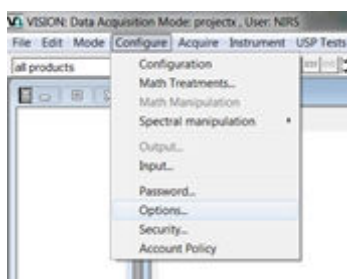 VISION: Data Acquisition Mode: projectx , User: NIRS
File Edit Mode Configure Acquire Instrument USP Tests
all products
Configuration
Math Treatments...
Math Manipulation
Spectral manipulation
Output...
Input...
Password...
Options...
Security...
Account Policy